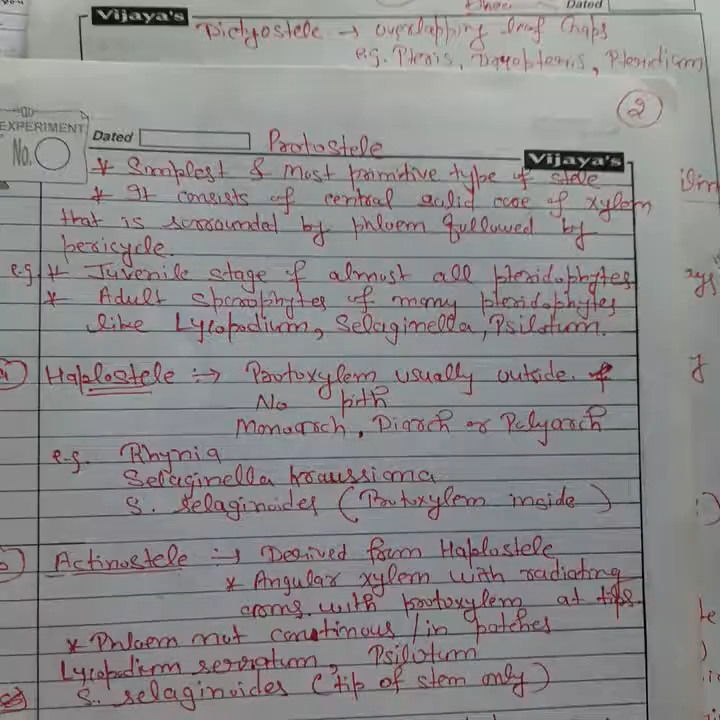 Dated
Vijaya's
Dictyostele → overlapping leaf Gaps
e.g. Pteris, Dryopteris, Pteridium
2
EXPERIMENT
No.
Dated
Protostele
Vijaya's
* Simplest & most primitive type of stele
* It consists of central solid core of xylem
that is surrounded by phloem followed by
pericycle.
e.g. * Juvenile stage of almost all pteridophytes
* Adult sporophytes of many pteridophytes
like Lycopodium, Selaginella, Psilotum.
Haplostele :→ Protoxylem usually outside.
No pith
Monarch, Diarch or Polyarch
e.g. Rhynia
Selaginella kraussiana
S. selaginoides (Protoxylem inside)
Actinostele :→ Derived from Haplostele
* Angular xylem with radiating
arms with protoxylem at tips
* Phloem not continuous / in patches
Lycopodium serratum, Psilotum
S. selaginoides (tip of stem only)